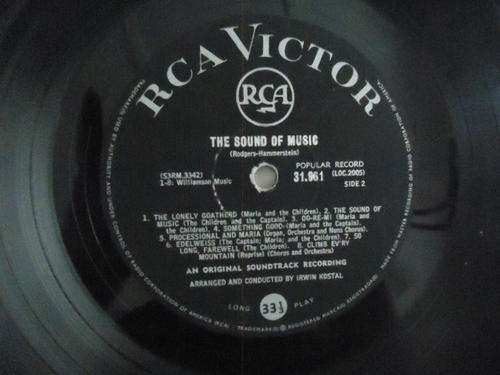 RCA VICTOR
RCA
THE SOUND OF MUSIC
(Rodgers-Hammerstein)
POPULAR RECORD
(S3RM.3342)
31.961 (LOC.2005)
1-8: Williamson Music
SIDE 2
1. THE LONELY GOATHERD (Maria and the Children). 2. THE SOUND OF
MUSIC (The Children and the Captain). 3. DO-RE-MI (Maria and
the Children). 4. SOMETHING GOOD (Maria and the Captain).
5. PROCESSIONAL AND MARIA (Organ, Orchestra and Nuns Chorus).
6. EDELWEISS (The Captain; Maria; and the Children). 7. SO
LONG, FAREWELL (The Children). 8. CLIMB EV'RY
MOUNTAIN (Reprise) (Chorus and Orchestra)
AN ORIGINAL SOUNDTRACK RECORDING
ARRANGED AND CONDUCTED BY IRWIN KOSTAL
LONG 33⅓ PLAY
CORPORATION OF AMERICA